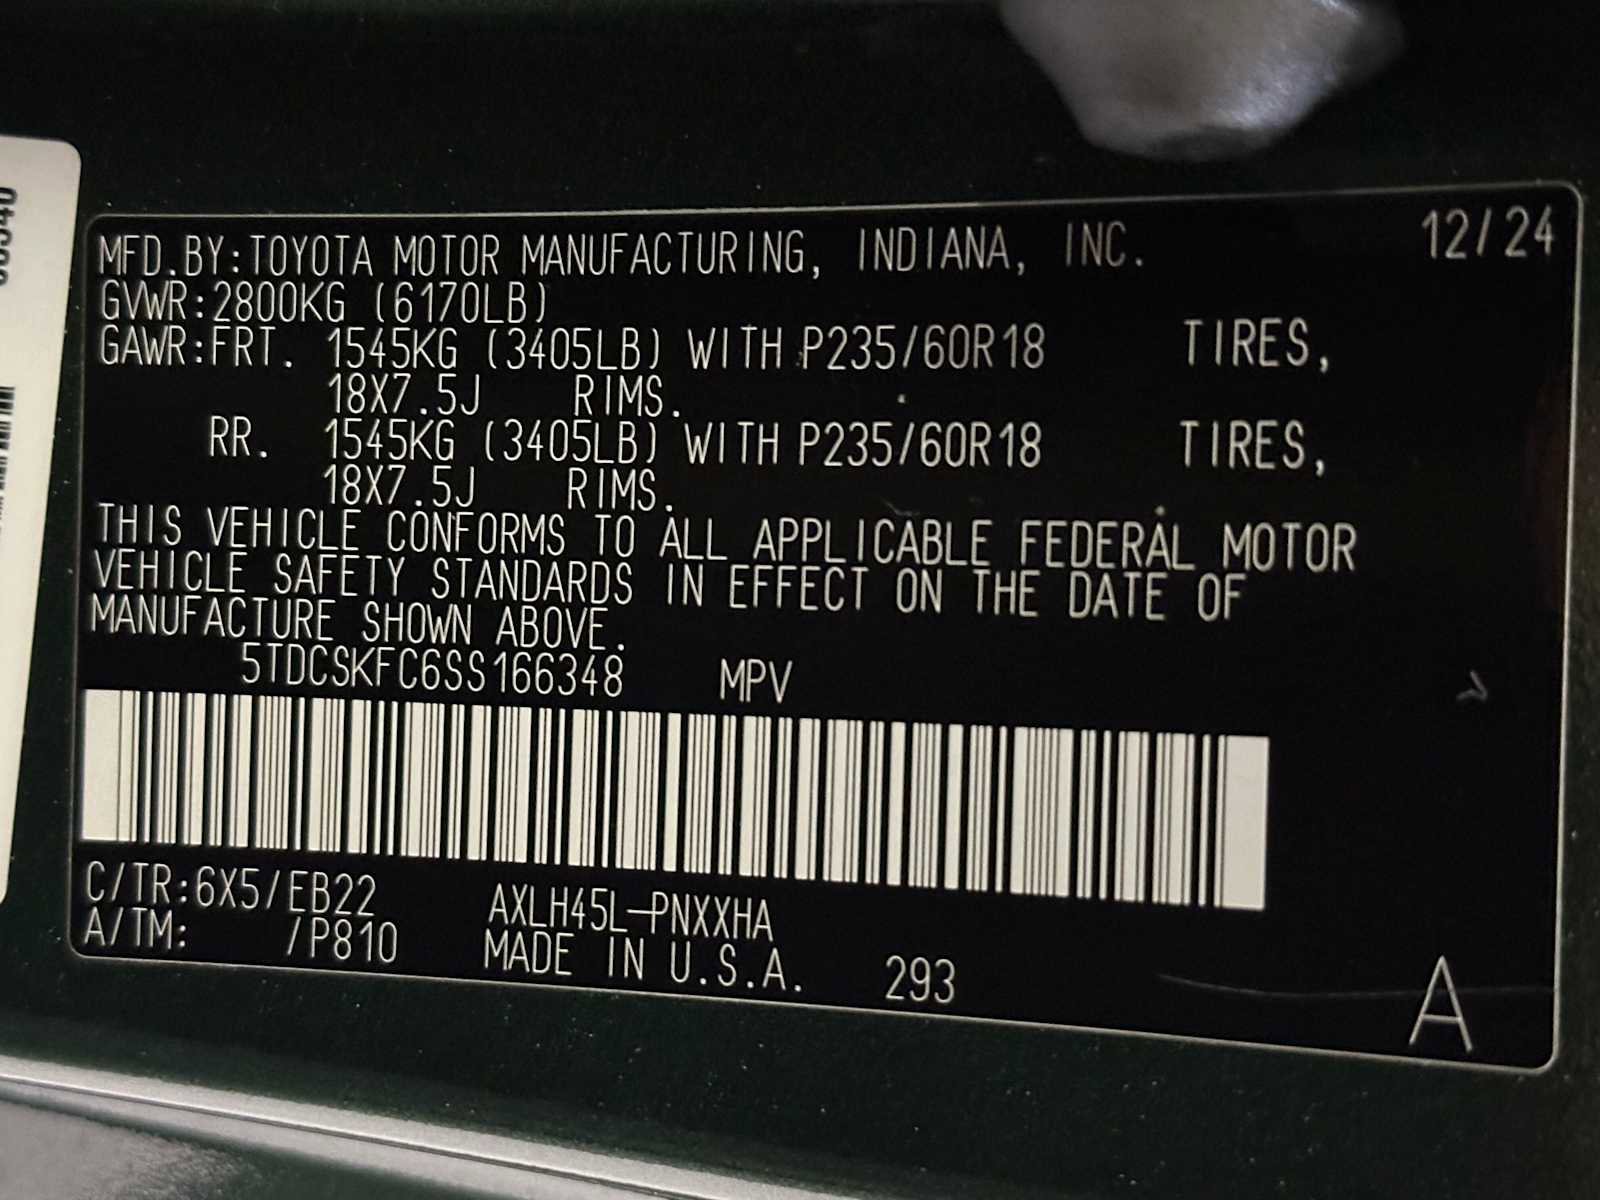 MFD.BY:TOYOTA MOTOR MANUFACTURING, INDIANA, INC. 12/24
GVWR:2800KG (6170LB)
GAWR:FRT. 1545KG (3405LB) WITH P235/60R18 TIRES,
18X7.5J RIMS.
RR. 1545KG (3405LB) WITH P235/60R18 TIRES,
18X7.5J RIMS.
THIS VEHICLE CONFORMS TO ALL APPLICABLE FEDERAL MOTOR
VEHICLE SAFETY STANDARDS IN EFFECT ON THE DATE OF
MANUFACTURE SHOWN ABOVE.
5TDCSKFC6SS166348 MPV
C/TR:6X5/EB22 AXLH45L-PNXXHA
A/TM: /P810 MADE IN U.S.A. 293
A